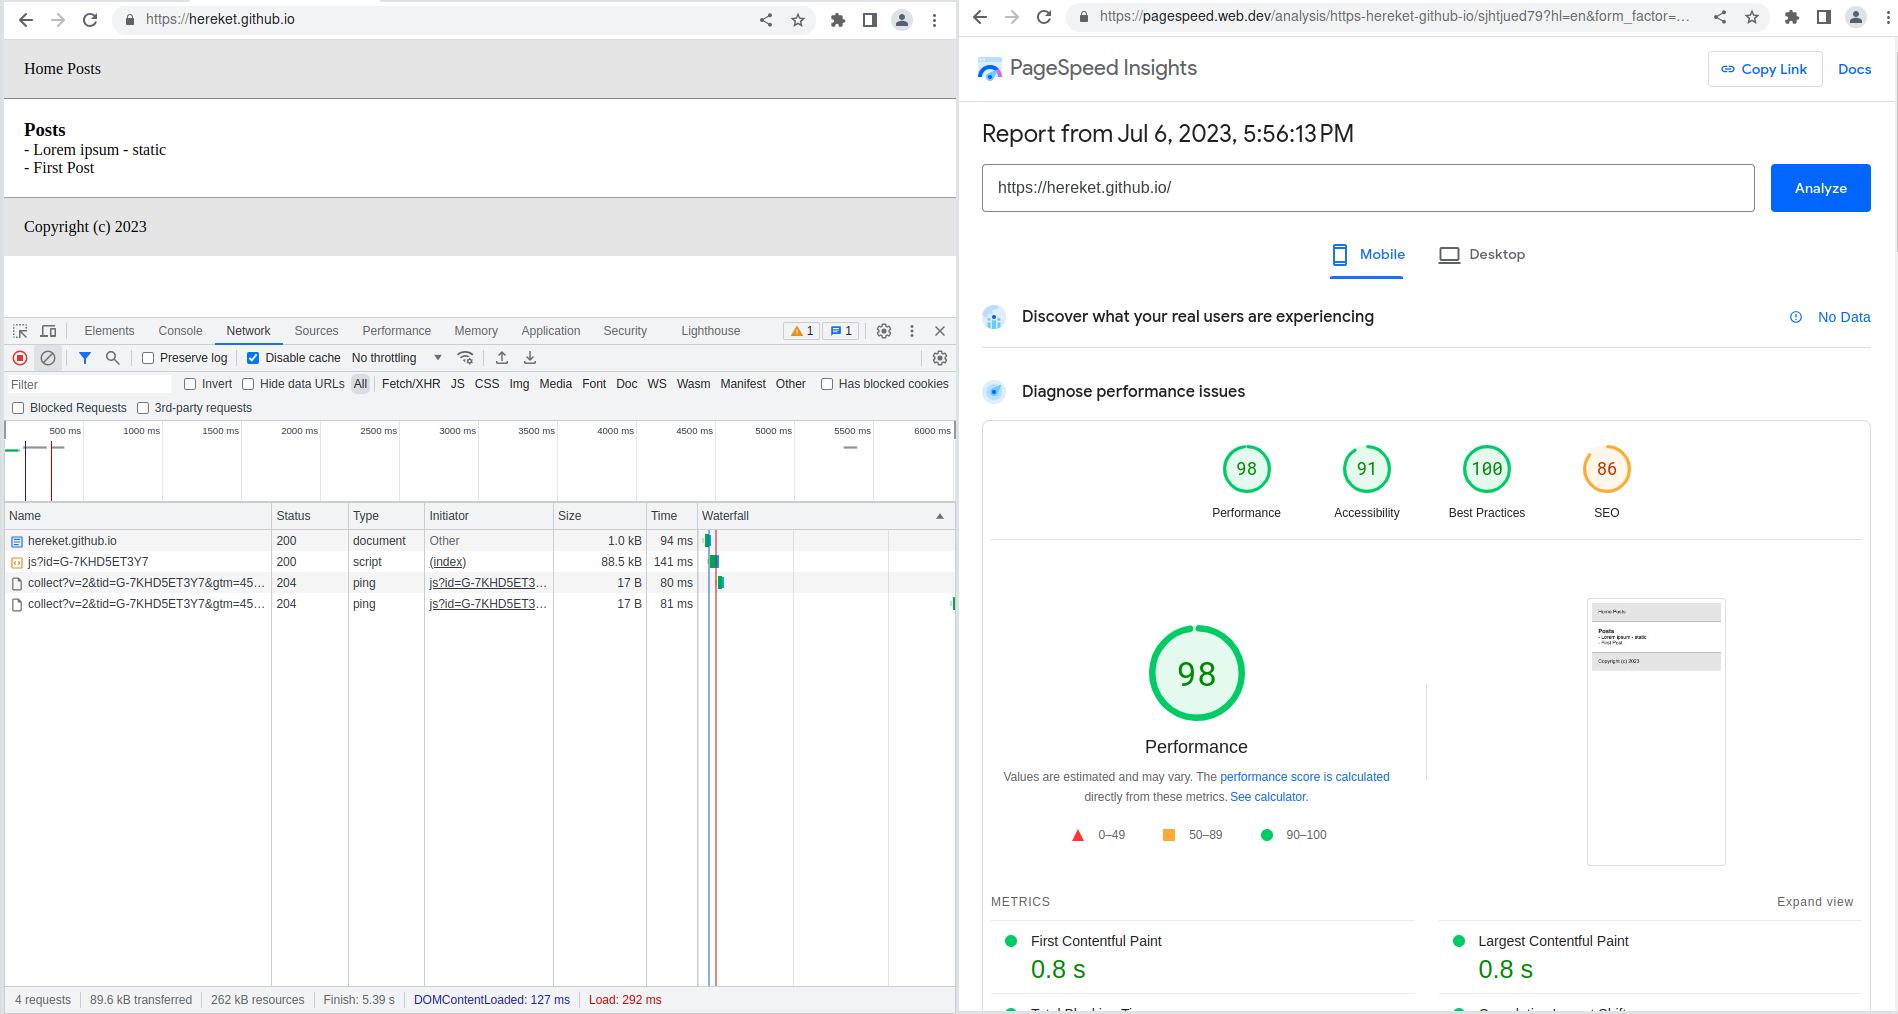 https://hereket.github.io
Home Posts
Posts
- Lorem ipsum - static
- First Post
Copyright (c) 2023
Elements Console Network Sources Performance Memory Application Security Lighthouse 1 1
Preserve log Disable cache No throttling
Filter Invert Hide data URLs All Fetch/XHR JS CSS Img Media Font Doc WS Wasm Manifest Other Has blocked cookies
Blocked Requests 3rd-party requests
500 ms 1000 ms 1500 ms 2000 ms 2500 ms 3000 ms 3500 ms 4000 ms 4500 ms 5000 ms 5500 ms 6000 ms
Name Status Type Initiator Size Time Waterfall
hereket.github.io 200 document Other 1.0 kB 94 ms
js?id=G-7KHD5ET3Y7 200 script (index) 88.5 kB 141 ms
collect?v=2&tid=G-7KHD5ET3Y7&gtm=45... 204 ping js?id=G-7KHD5ET3... 17 B 80 ms
collect?v=2&tid=G-7KHD5ET3Y7&gtm=45... 204 ping js?id=G-7KHD5ET3... 17 B 81 ms
4 requests 89.6 kB transferred 262 kB resources Finish: 5.39 s DOMContentLoaded: 127 ms Load: 292 ms
https://pagespeed.web.dev/analysis/https-hereket-github-io/sjhtjued79?hl=en&form_factor=...
PageSpeed Insights
Copy Link Docs
Report from Jul 6, 2023, 5:56:13 PM
https://hereket.github.io/
Analyze
Mobile Desktop
Discover what your real users are experiencing
No Data
Diagnose performance issues
98 91 100 86
Performance Accessibility Best Practices SEO
98
Performance
Values are estimated and may vary. The performance score is calculated
directly from these metrics. See calculator.
0–49 50–89 90–100
Home Posts
Posts
- Lorem ipsum - static
- First Post
Copyright (c) 2023
METRICS
Expand view
First Contentful Paint
0.8 s
Largest Contentful Paint
0.8 s